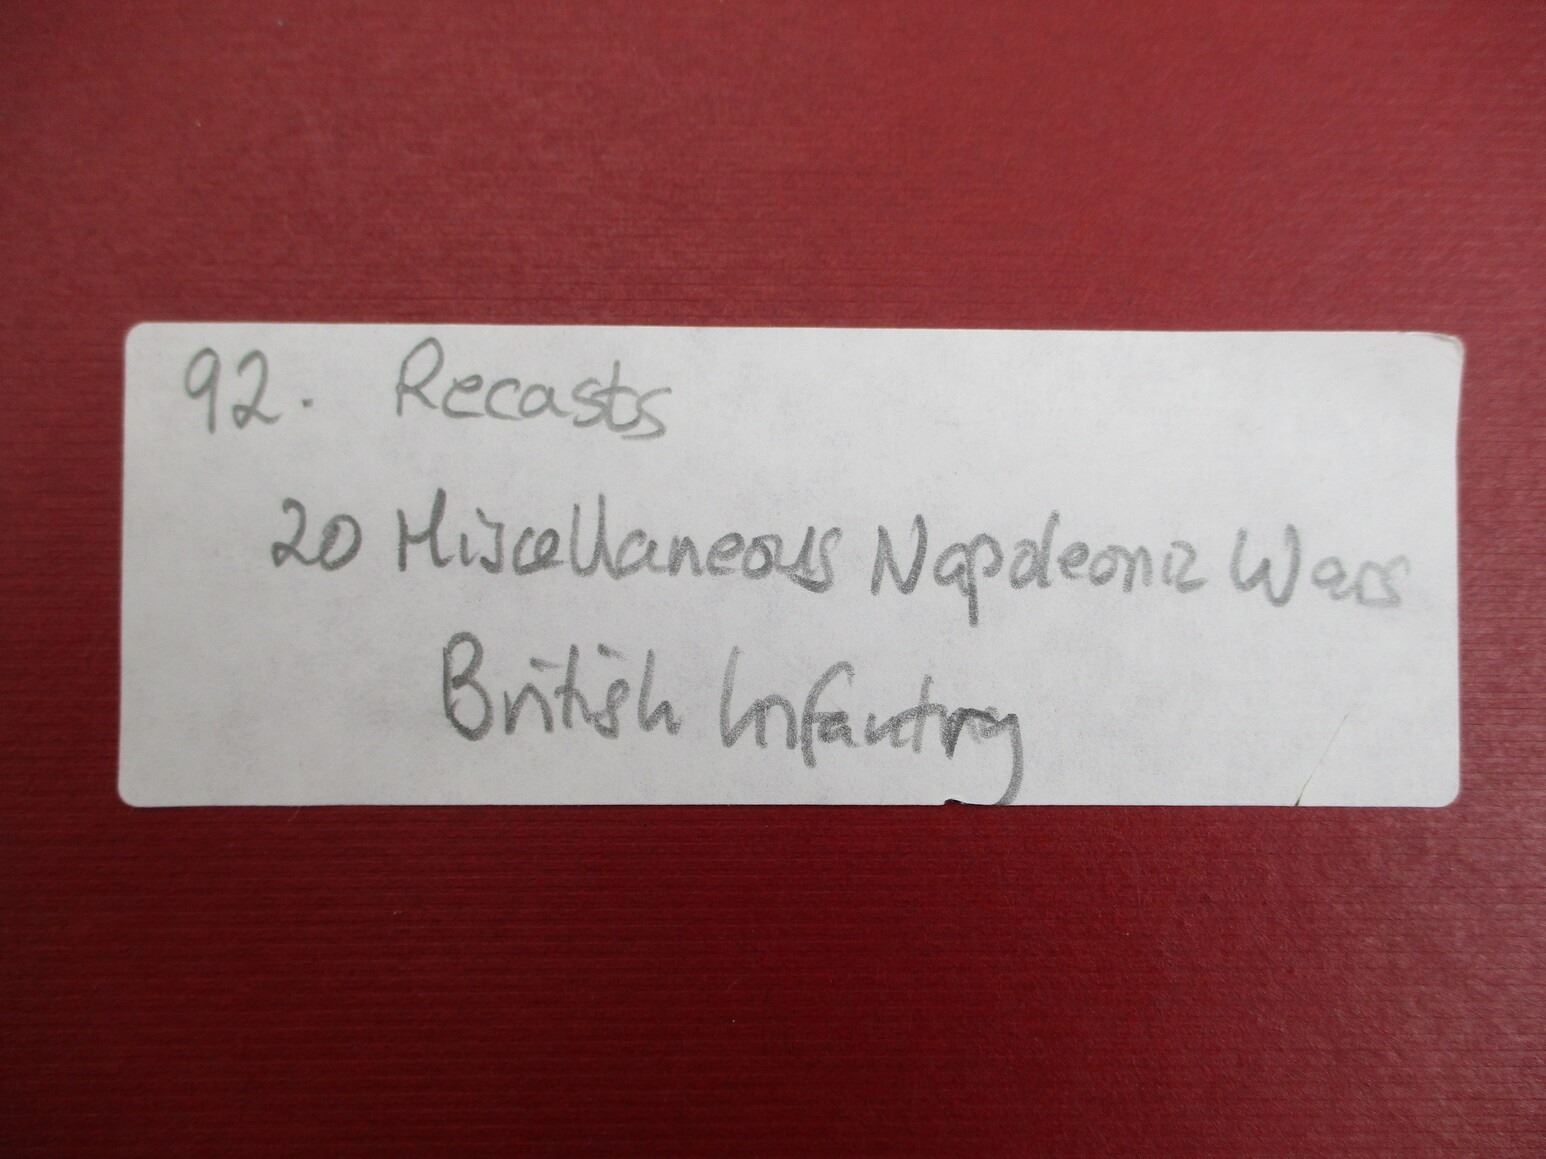 92. Recasts
20 Miscellaneous Napoleonic Wars
British Infantry